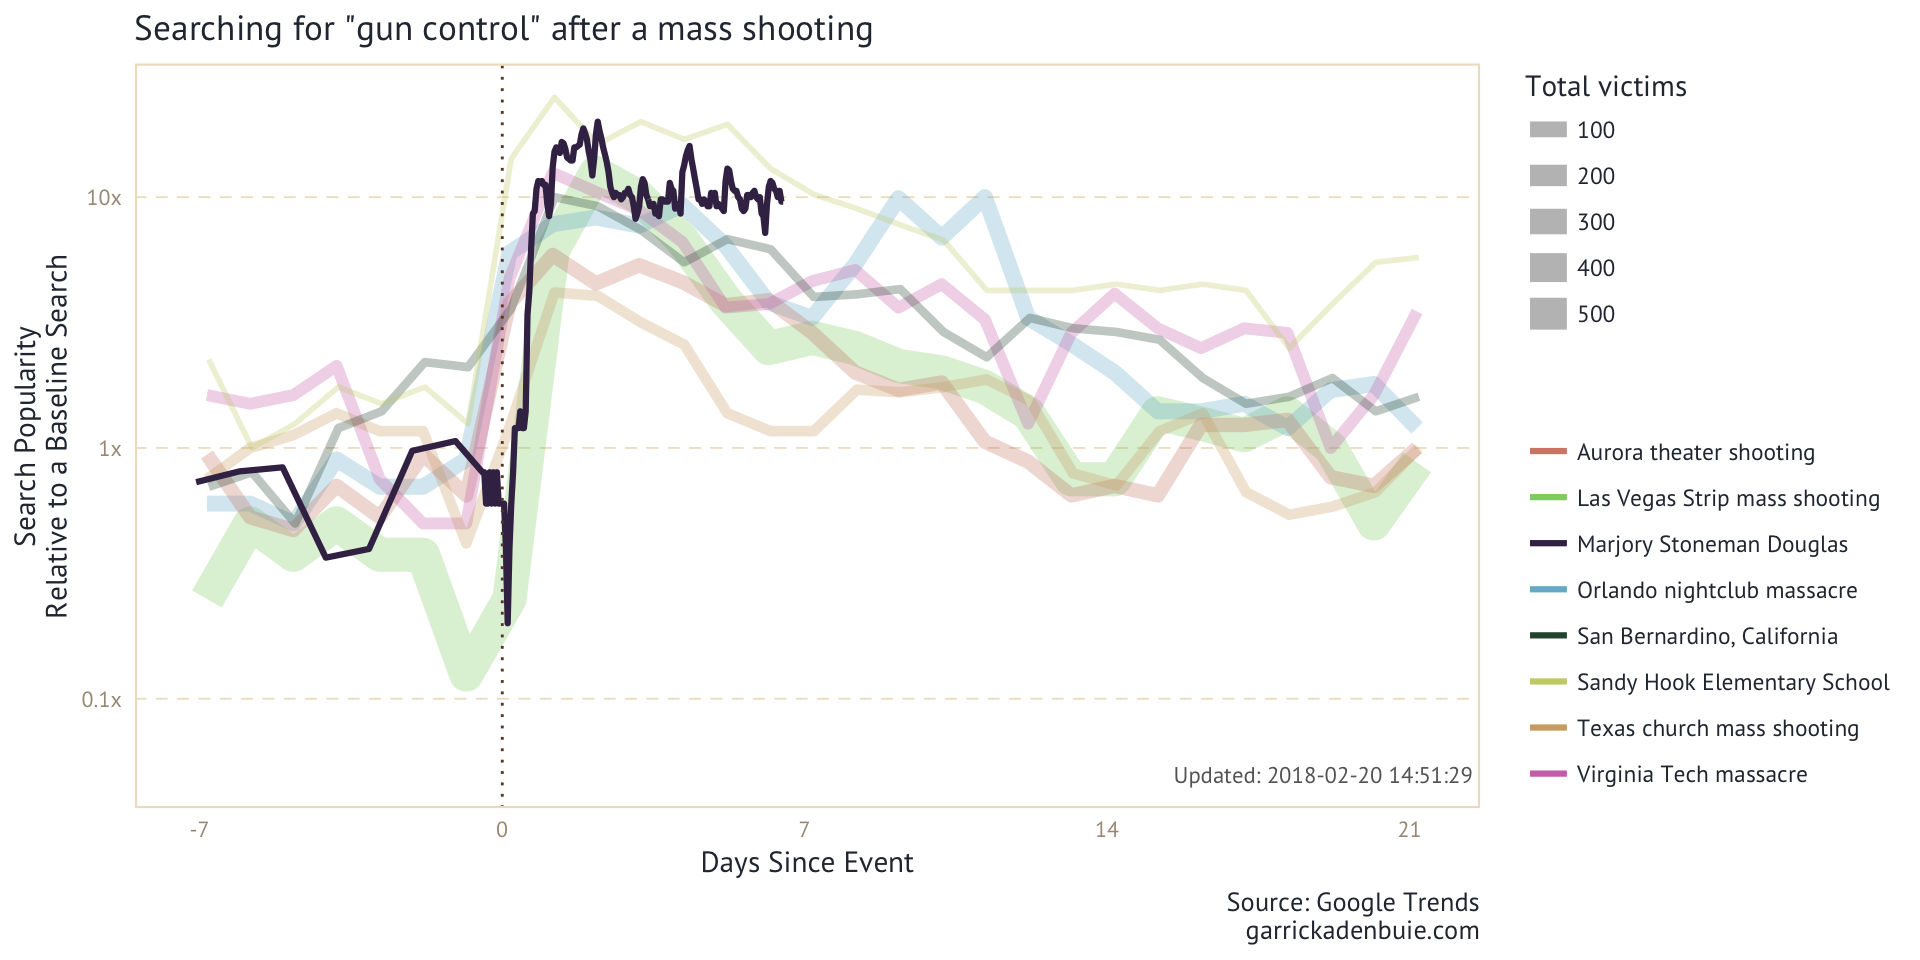 Searching for "gun control" after a mass shooting
Search Popularity
Relative to a Baseline Search
10x
1x
0.1x
-7
0
7
14
21
Days Since Event
Updated: 2018-02-20 14:51:29
Total victims
100
200
300
400
500
Aurora theater shooting
Las Vegas Strip mass shooting
Marjory Stoneman Douglas
Orlando nightclub massacre
San Bernardino, California
Sandy Hook Elementary School
Texas church mass shooting
Virginia Tech massacre
Source: Google Trends
garrickadenbuie.com